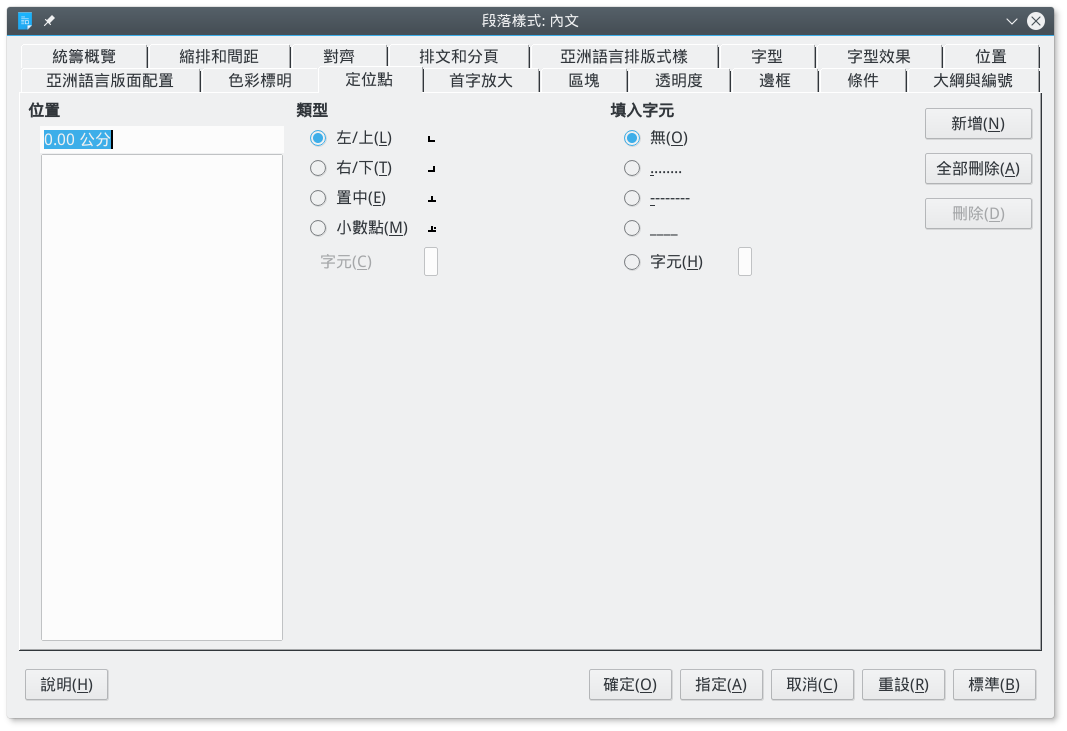 段落樣式: 內文
統籌概覽 縮排和間距 對齊 排文和分頁 亞洲語言排版式樣 字型 字型效果 位置
亞洲語言版面配置 色彩標明 定位點 首字放大 區塊 透明度 邊框 條件 大綱與編號
位置 類型 填入字元
0.00 公分 左/上(L) 無(O) 新增(N)
右/下(T) ........ 全部刪除(A)
置中(E) -------- 刪除(D)
小數點(M) ____
字元(C) 字元(H)
說明(H) 確定(O) 指定(A) 取消(C) 重設(R) 標準(B)